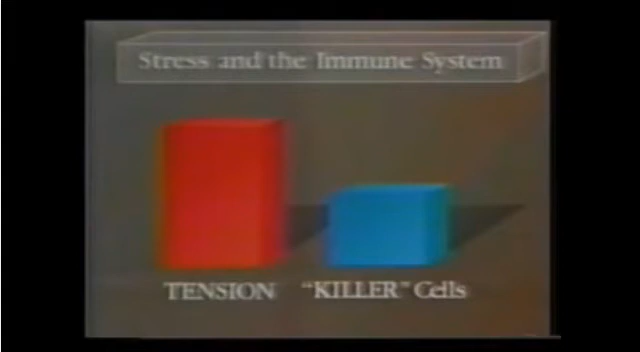 Stress and the Immune System
TENSION "KILLER" Cells